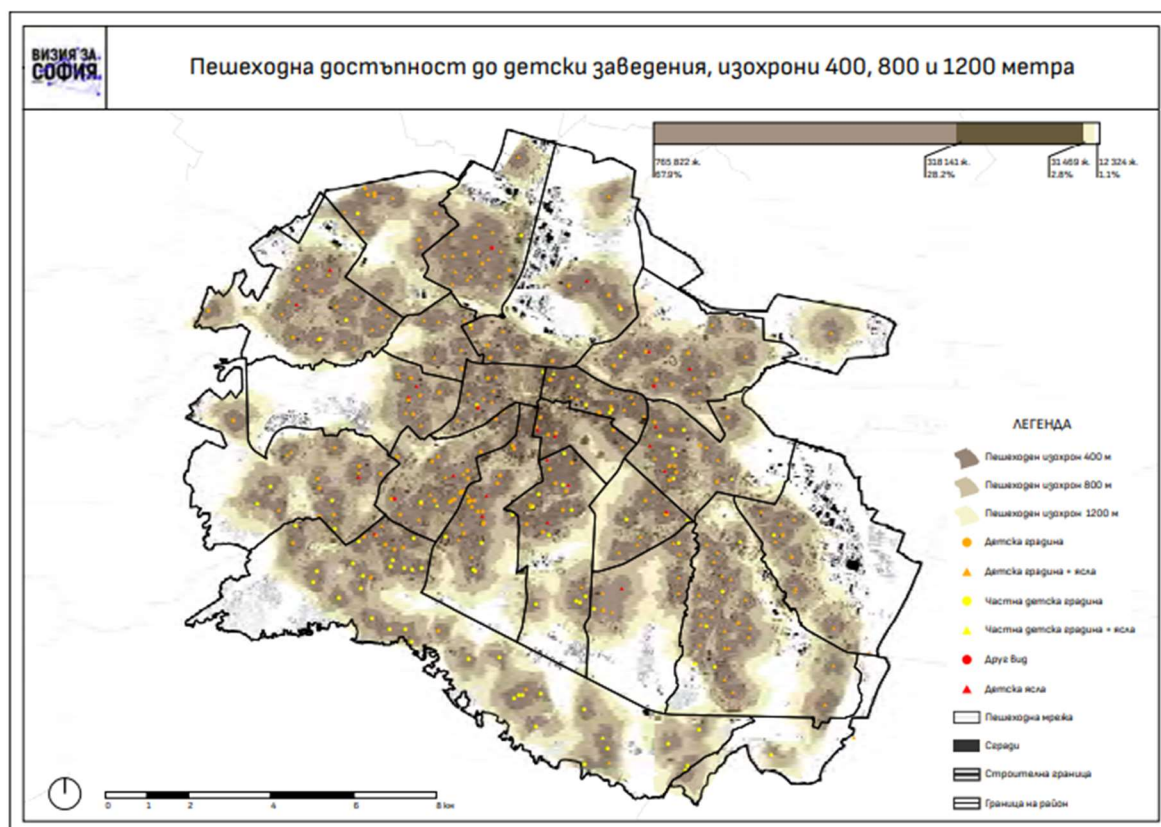 ВИЗИЯ ЗА
СОФИЯ
Пешеходна достъпност до детски заведения, изохрони 400, 800 и 1200 метра
765 822 ж.
67,9%
318 141 ж.
28,2%
31 469 ж.
2,8%
12 324 ж.
1,1%
ЛЕГЕНДА
Пешеходен изохрон 400 м
Пешеходен изохрон 800 м
Пешеходен изохрон 1200 м
Детска градина
Детска градина + ясла
Частна детска градина
Частна детска градина + ясла
Друг вид
Детска ясла
Пешеходна мрежа
Сгради
Строителна граница
Граница на район
0 1 2 4 6 8 км